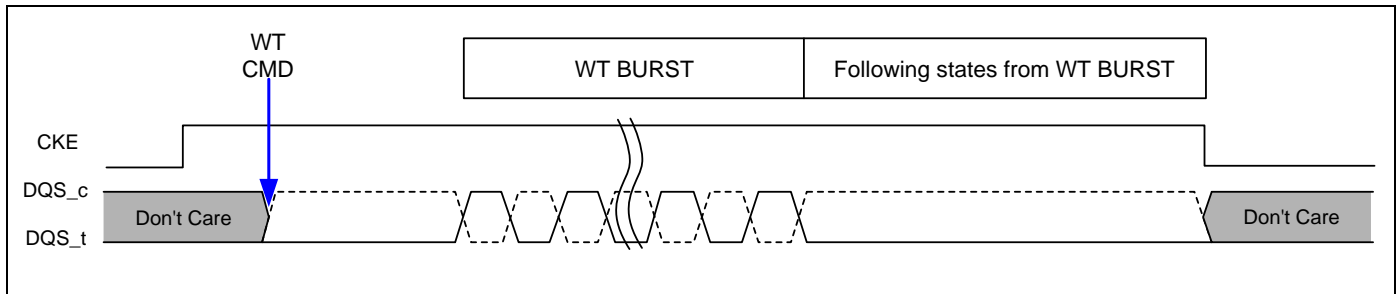 WT
CMD
WT BURST
Following states from WT BURST
CKE
DQS_c
Don't Care
Don't Care
DQS_t